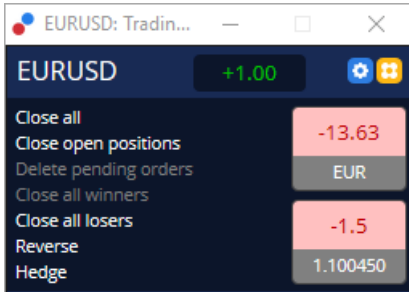 EURUSD: Tradin...
EURUSD +1.00
Close all
Close open positions
Delete pending orders
Close all winners
Close all losers
Reverse
Hedge
-13.63
EUR
-1.5
1.100450